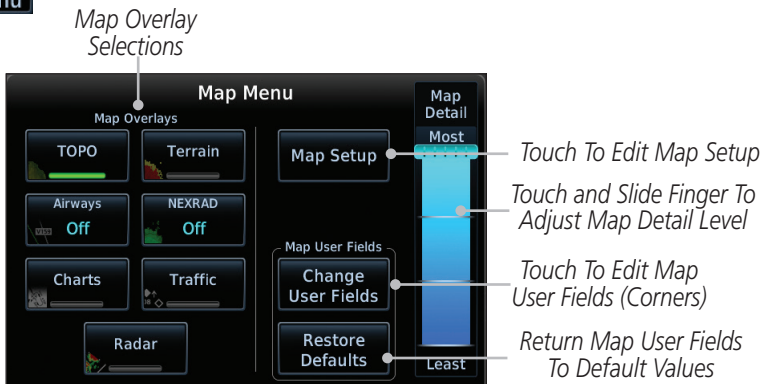 Map Overlay
Selections
Map Menu
Map Overlays
TOPO
Terrain
Airways
Off
NEXRAD
Off
Charts
Traffic
Radar
Map Setup
Map User Fields
Change
User Fields
Restore
Defaults
Map
Detail
Most
Least
Touch To Edit Map Setup
Touch and Slide Finger To
Adjust Map Detail Level
Touch To Edit Map
User Fields (Corners)
Return Map User Fields
To Default Values